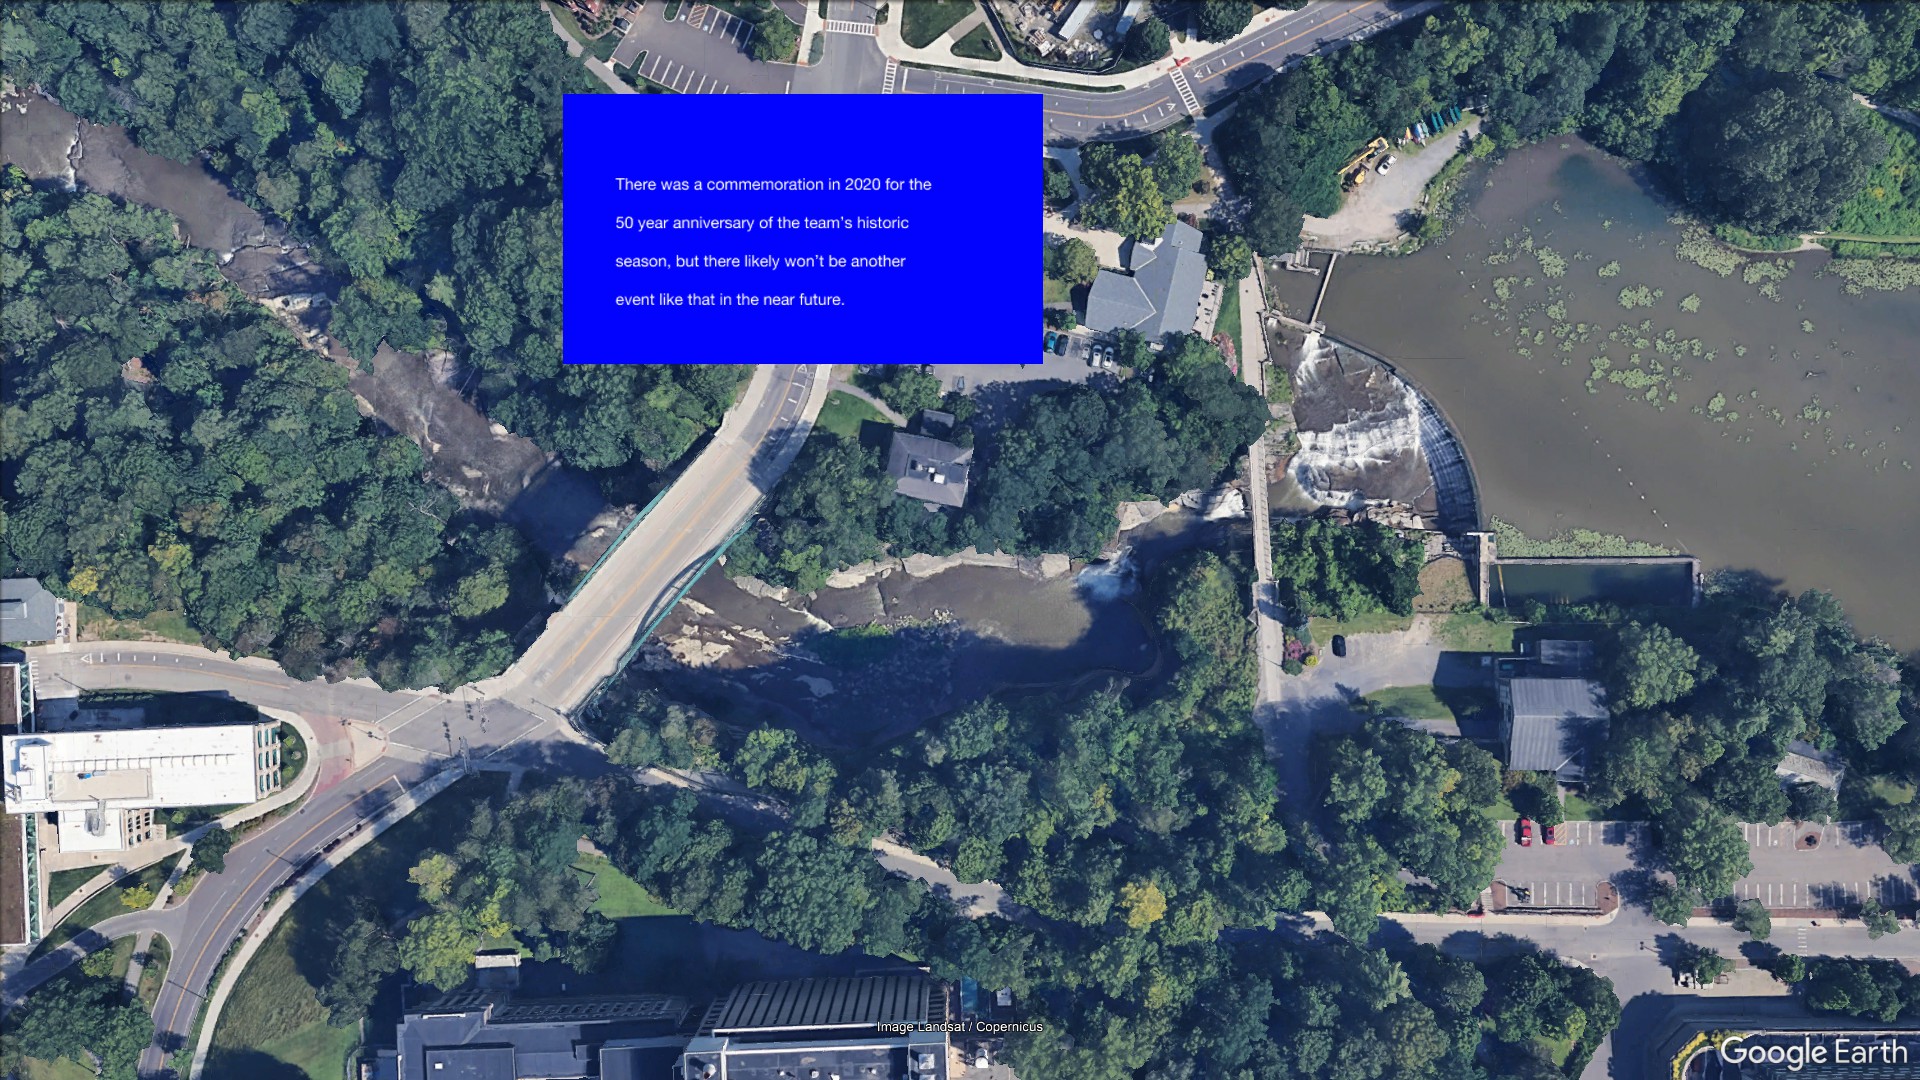 There was a commemoration in 2020 for the
50 year anniversary of the team's historic
season, but there likely won't be another
event like that in the near future.
Image Landsat / Copernicus
Google Earth